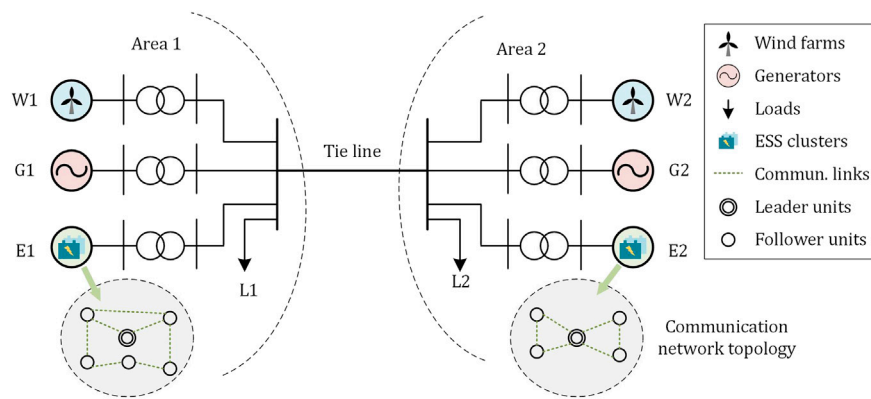 Area 1
Area 2
W1
G1
E1
L1
Tie line
L2
W2
G2
E2
Wind farms
Generators
Loads
ESS clusters
Commun. links
Leader units
Follower units
Communication
network topology